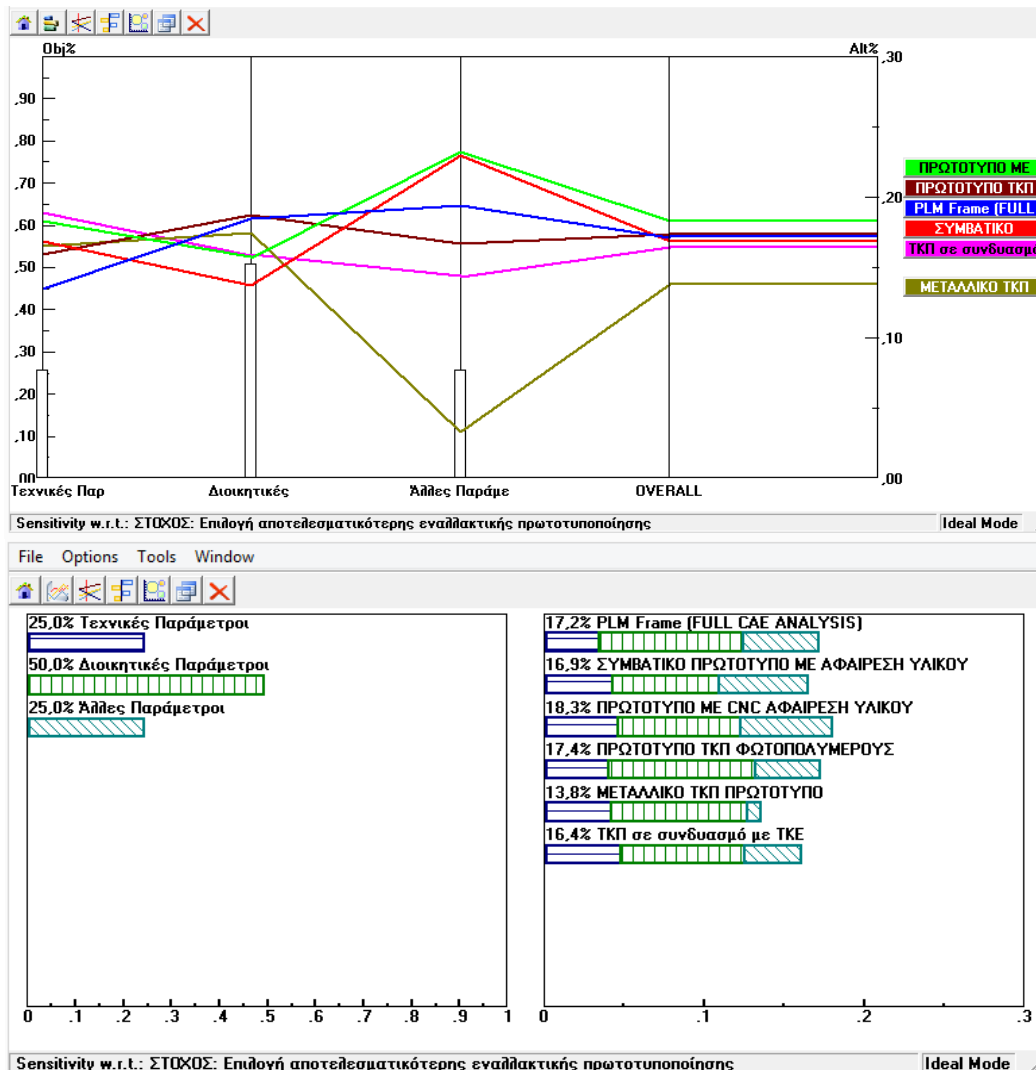 Obj%
Alt%
,90
,80
,70
,60
,50
,40
,30
,20
,10
,00
,30
,20
,10
,00
ΠΡΩΤΟΤΥΠΟ ΜΕ
ΠΡΩΤΟΤΥΠΟ ΤΚΠ
PLM Frame (FULL
ΣΥΜΒΑΤΙΚΟ
ΤΚΠ σε συνδυασμό
ΜΕΤΑΛΛΙΚΟ ΤΚΠ
Τεχνικές Παρ
Διοικητικές
Άλλες Παράμε
OVERALL
Sensitivity w.r.t.: ΣΤΟΧΟΣ: Επιλογή αποτελεσματικότερης εναλλακτικής πρωτοτυποποίησης
Ideal Mode
File Options Tools Window
25,0% Τεχνικές Παράμετροι
50,0% Διοικητικές Παράμετροι
25,0% Άλλες Παράμετροι
0 .1 .2 .3 .4 .5 .6 .7 .8 .9 1
17,2% PLM Frame (FULL CAE ANALYSIS)
16,9% ΣΥΜΒΑΤΙΚΟ ΠΡΩΤΟΤΥΠΟ ΜΕ ΑΦΑΙΡΕΣΗ ΥΛΙΚΟΥ
18,3% ΠΡΩΤΟΤΥΠΟ ΜΕ CNC ΑΦΑΙΡΕΣΗ ΥΛΙΚΟΥ
17,4% ΠΡΩΤΟΤΥΠΟ ΤΚΠ ΦΩΤΟΠΟΛΥΜΕΡΟΥΣ
13,8% ΜΕΤΑΛΛΙΚΟ ΤΚΠ ΠΡΩΤΟΤΥΠΟ
16,4% ΤΚΠ σε συνδυασμό με ΤΚΕ
0 .1 .2 .3
Sensitivity w.r.t.: ΣΤΟΧΟΣ: Επιλογή αποτελεσματικότερης εναλλακτικής πρωτοτυποποίησης
Ideal Mode